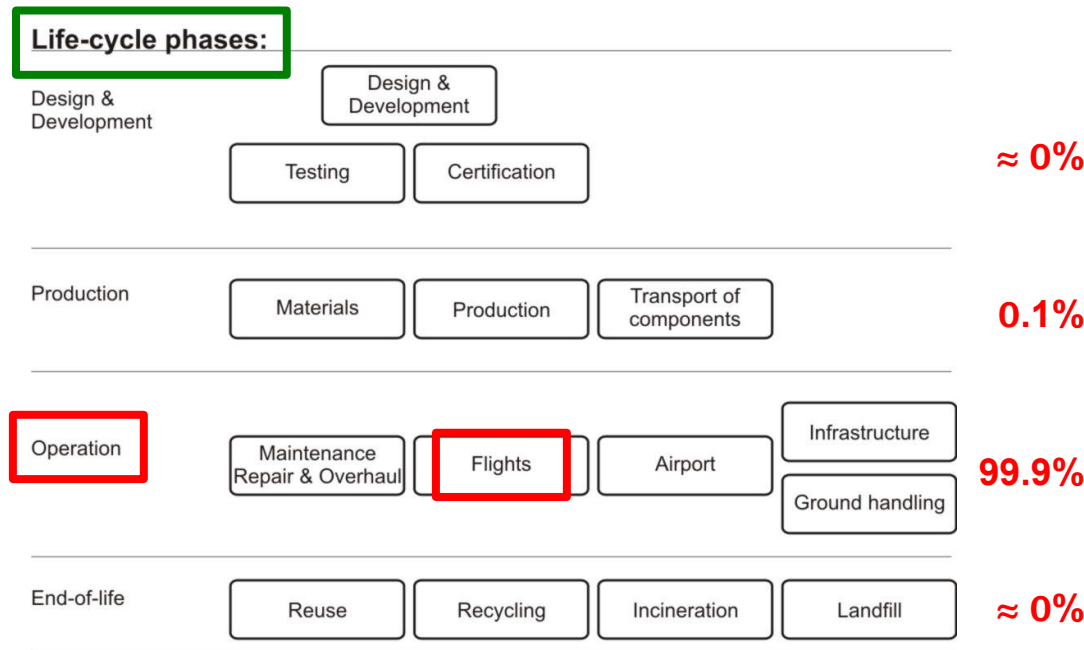 Life-cycle phases:
Design &
Development
Design &
Development
Testing
Certification
≈ 0%
Production
Materials
Production
Transport of
components
0.1%
Operation
Maintenance
Repair & Overhaul
Flights
Airport
Infrastructure
Ground handling
99.9%
End-of-life
Reuse
Recycling
Incineration
Landfill
≈ 0%